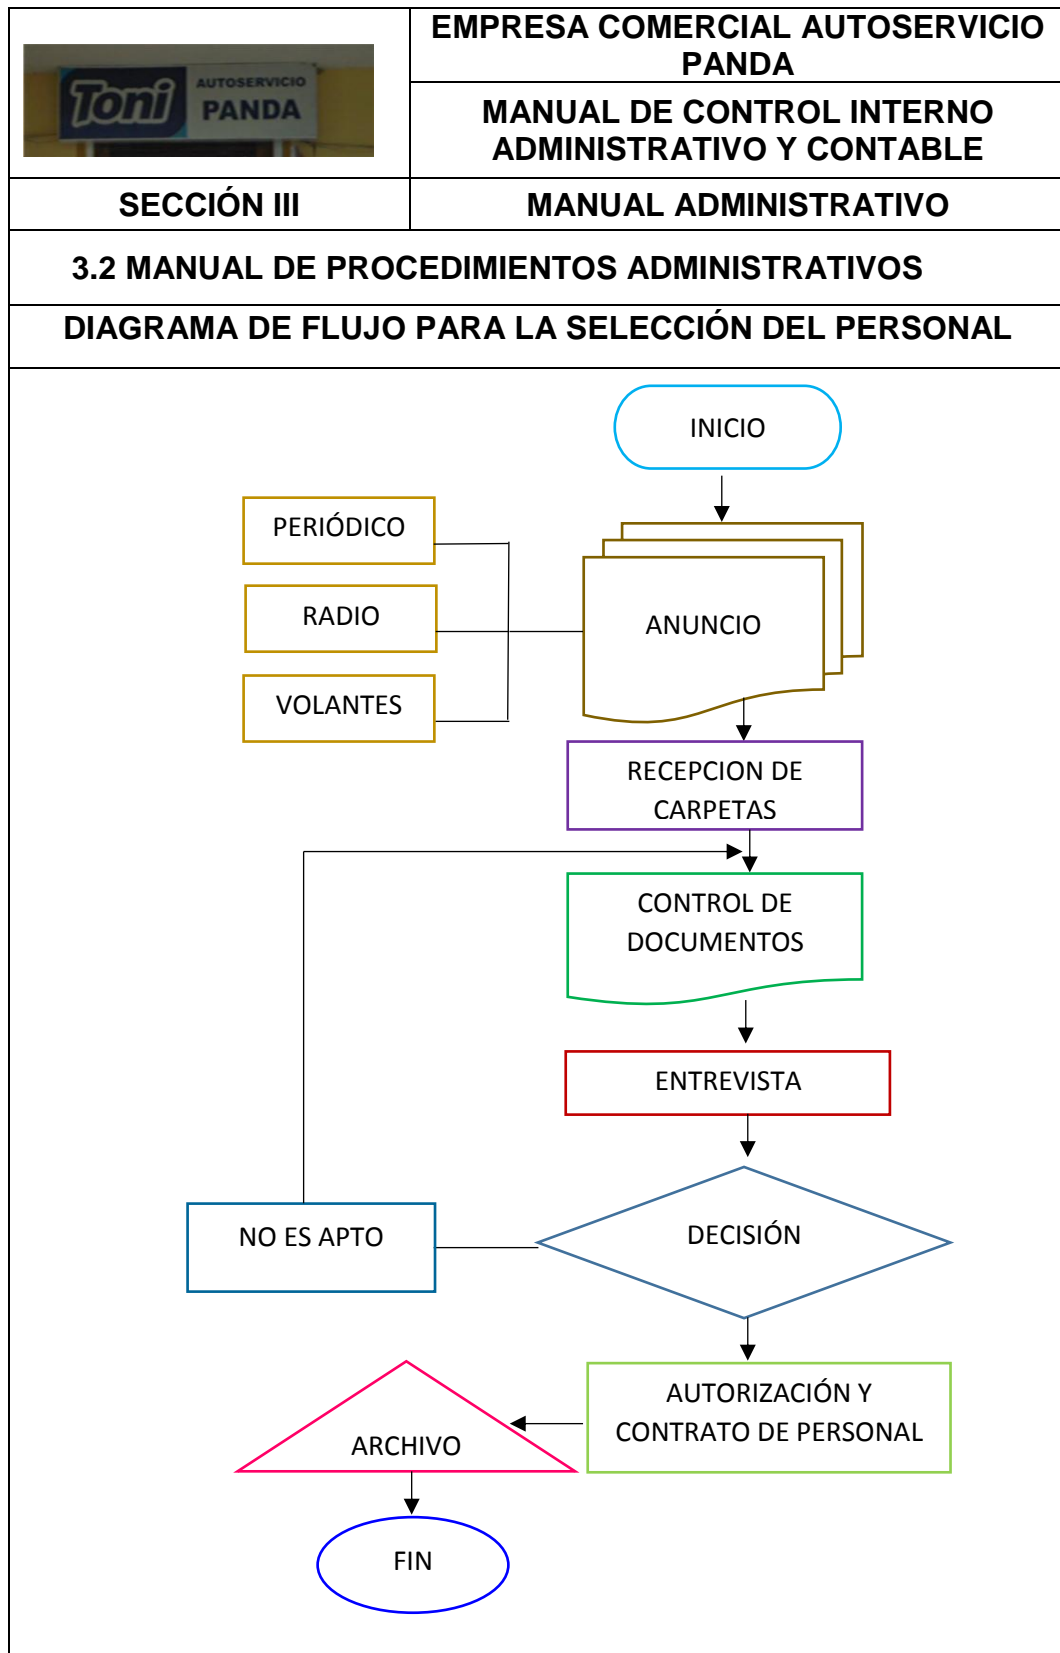 Toni
AUTOSERVICIO
PANDA
EMPRESA COMERCIAL AUTOSERVICIO
PANDA
MANUAL DE CONTROL INTERNO
ADMINISTRATIVO Y CONTABLE
SECCIÓN III
MANUAL ADMINISTRATIVO
3.2 MANUAL DE PROCEDIMIENTOS ADMINISTRATIVOS
DIAGRAMA DE FLUJO PARA LA SELECCIÓN DEL PERSONAL
INICIO
PERIÓDICO
RADIO
VOLANTES
ANUNCIO
RECEPCION DE
CARPETAS
CONTROL DE
DOCUMENTOS
ENTREVISTA
DECISIÓN
NO ES APTO
AUTORIZACIÓN Y
CONTRATO DE PERSONAL
ARCHIVO
FIN